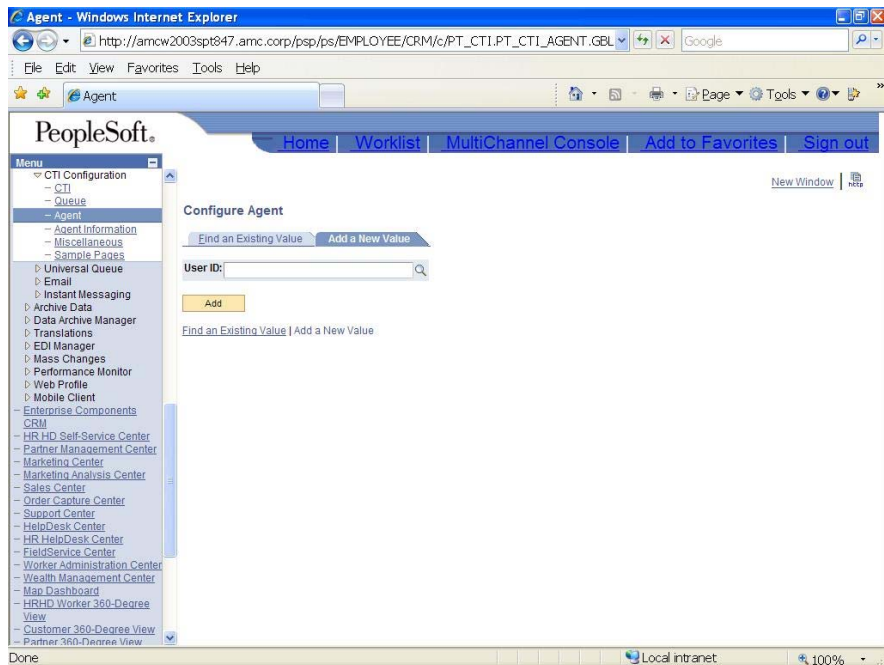 Agent - Windows Internet Explorer
http://amcw2003spt847.amc.corp/psp/ps/EMPLOYEE/CRM/c/PT_CTI.PT_CTI_AGENT.GBL
Google
File Edit View Favorites Tools Help
Agent
Page Tools
PeopleSoft.
Home | Worklist | MultiChannel Console | Add to Favorites | Sign out
Menu
New Window | http
CTI Configuration
– CTI
– Queue
– Agent
– Agent Information
– Miscellaneous
– Sample Pages
Universal Queue
Email
Instant Messaging
Archive Data
Data Archive Manager
Translations
EDI Manager
Mass Changes
Performance Monitor
Web Profile
Mobile Client
– Enterprise Components
CRM
– HR HD Self-Service Center
– Partner Management Center
– Marketing Center
– Marketing Analysis Center
– Sales Center
– Order Capture Center
– Support Center
– HelpDesk Center
– HR HelpDesk Center
– FieldService Center
– Worker Administration Center
– Wealth Management Center
– Map Dashboard
– HRHD Worker 360-Degree
View
– Customer 360-Degree View
– Partner 360-Degree View
Configure Agent
Find an Existing Value Add a New Value
User ID:
Add
Find an Existing Value | Add a New Value
Done
Local intranet
100%